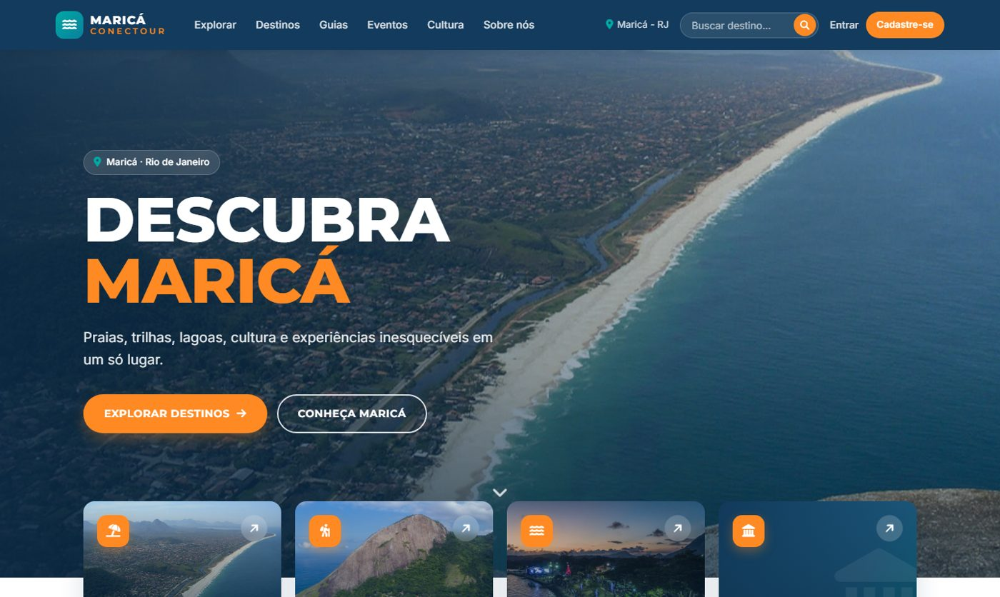 MARICÁ
CONECTOUR
Explorar Destinos Guias Eventos Cultura Sobre nós
Maricá - RJ
Buscar destino...
Entrar
Cadastre-se
Maricá · Rio de Janeiro
DESCUBRA
MARICÁ
Praias, trilhas, lagoas, cultura e experiências inesquecíveis em
um só lugar.
EXPLORAR DESTINOS
CONHEÇA MARICÁ